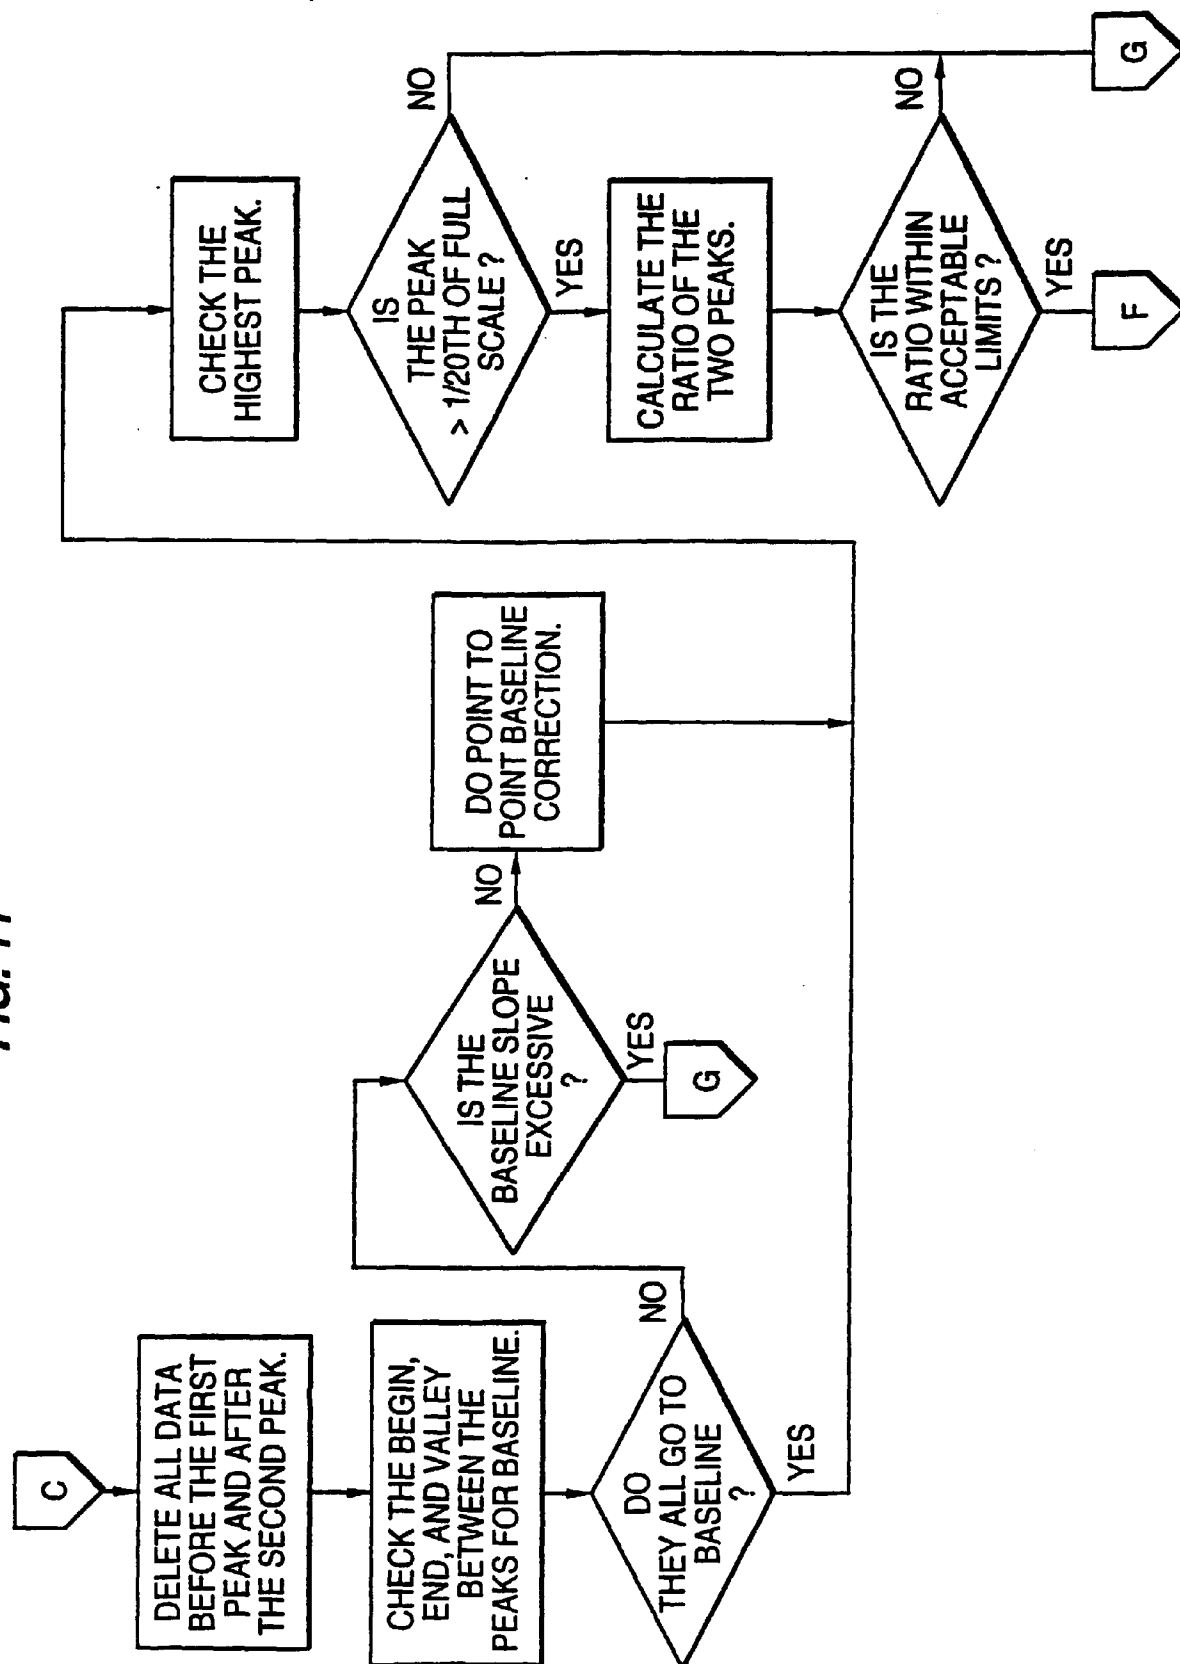 C
DELETE ALL DATA
BEFORE THE FIRST
PEAK AND AFTER
THE SECOND PEAK.
CHECK THE BEGIN,
END, AND VALLEY
BETWEEN THE
PEAKS FOR BASELINE.
DO
THEY ALL GO TO
BASELINE
?
NO
YES
IS THE
BASELINE SLOPE
EXCESSIVE
?
NO
YES
G
DO POINT TO
POINT BASELINE
CORRECTION.
CHECK THE
HIGHEST PEAK.
IS
THE PEAK
> 1/20TH OF FULL
SCALE ?
NO
YES
CALCULATE THE
RATIO OF THE
TWO PEAKS.
IS THE
RATIO WITHIN
ACCEPTABLE
LIMITS ?
NO
YES
F
G